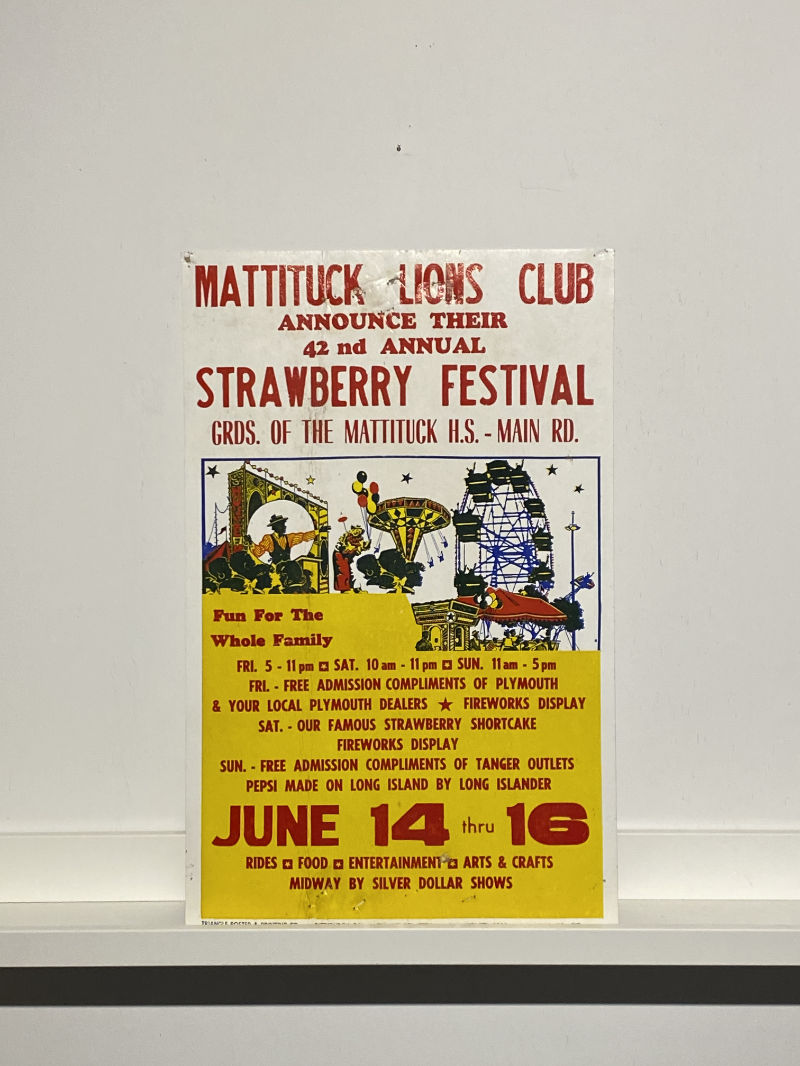 MATTITUCK LIONS CLUB
ANNOUNCE THEIR
42 nd ANNUAL
STRAWBERRY FESTIVAL
GRDS. OF THE MATTITUCK H.S. - MAIN RD.
Fun For The
Whole Family
FRI. 5 - 11 pm SAT. 10 am - 11 pm SUN. 11 am - 5 pm
FRI. - FREE ADMISSION COMPLIMENTS OF PLYMOUTH
& YOUR LOCAL PLYMOUTH DEALERS ★ FIREWORKS DISPLAY
SAT. - OUR FAMOUS STRAWBERRY SHORTCAKE
FIREWORKS DISPLAY
SUN. - FREE ADMISSION COMPLIMENTS OF TANGER OUTLETS
PEPSI MADE ON LONG ISLAND BY LONG ISLANDER
JUNE 14 thru 16
RIDES FOOD ENTERTAINMENT ARTS & CRAFTS
MIDWAY BY SILVER DOLLAR SHOWS